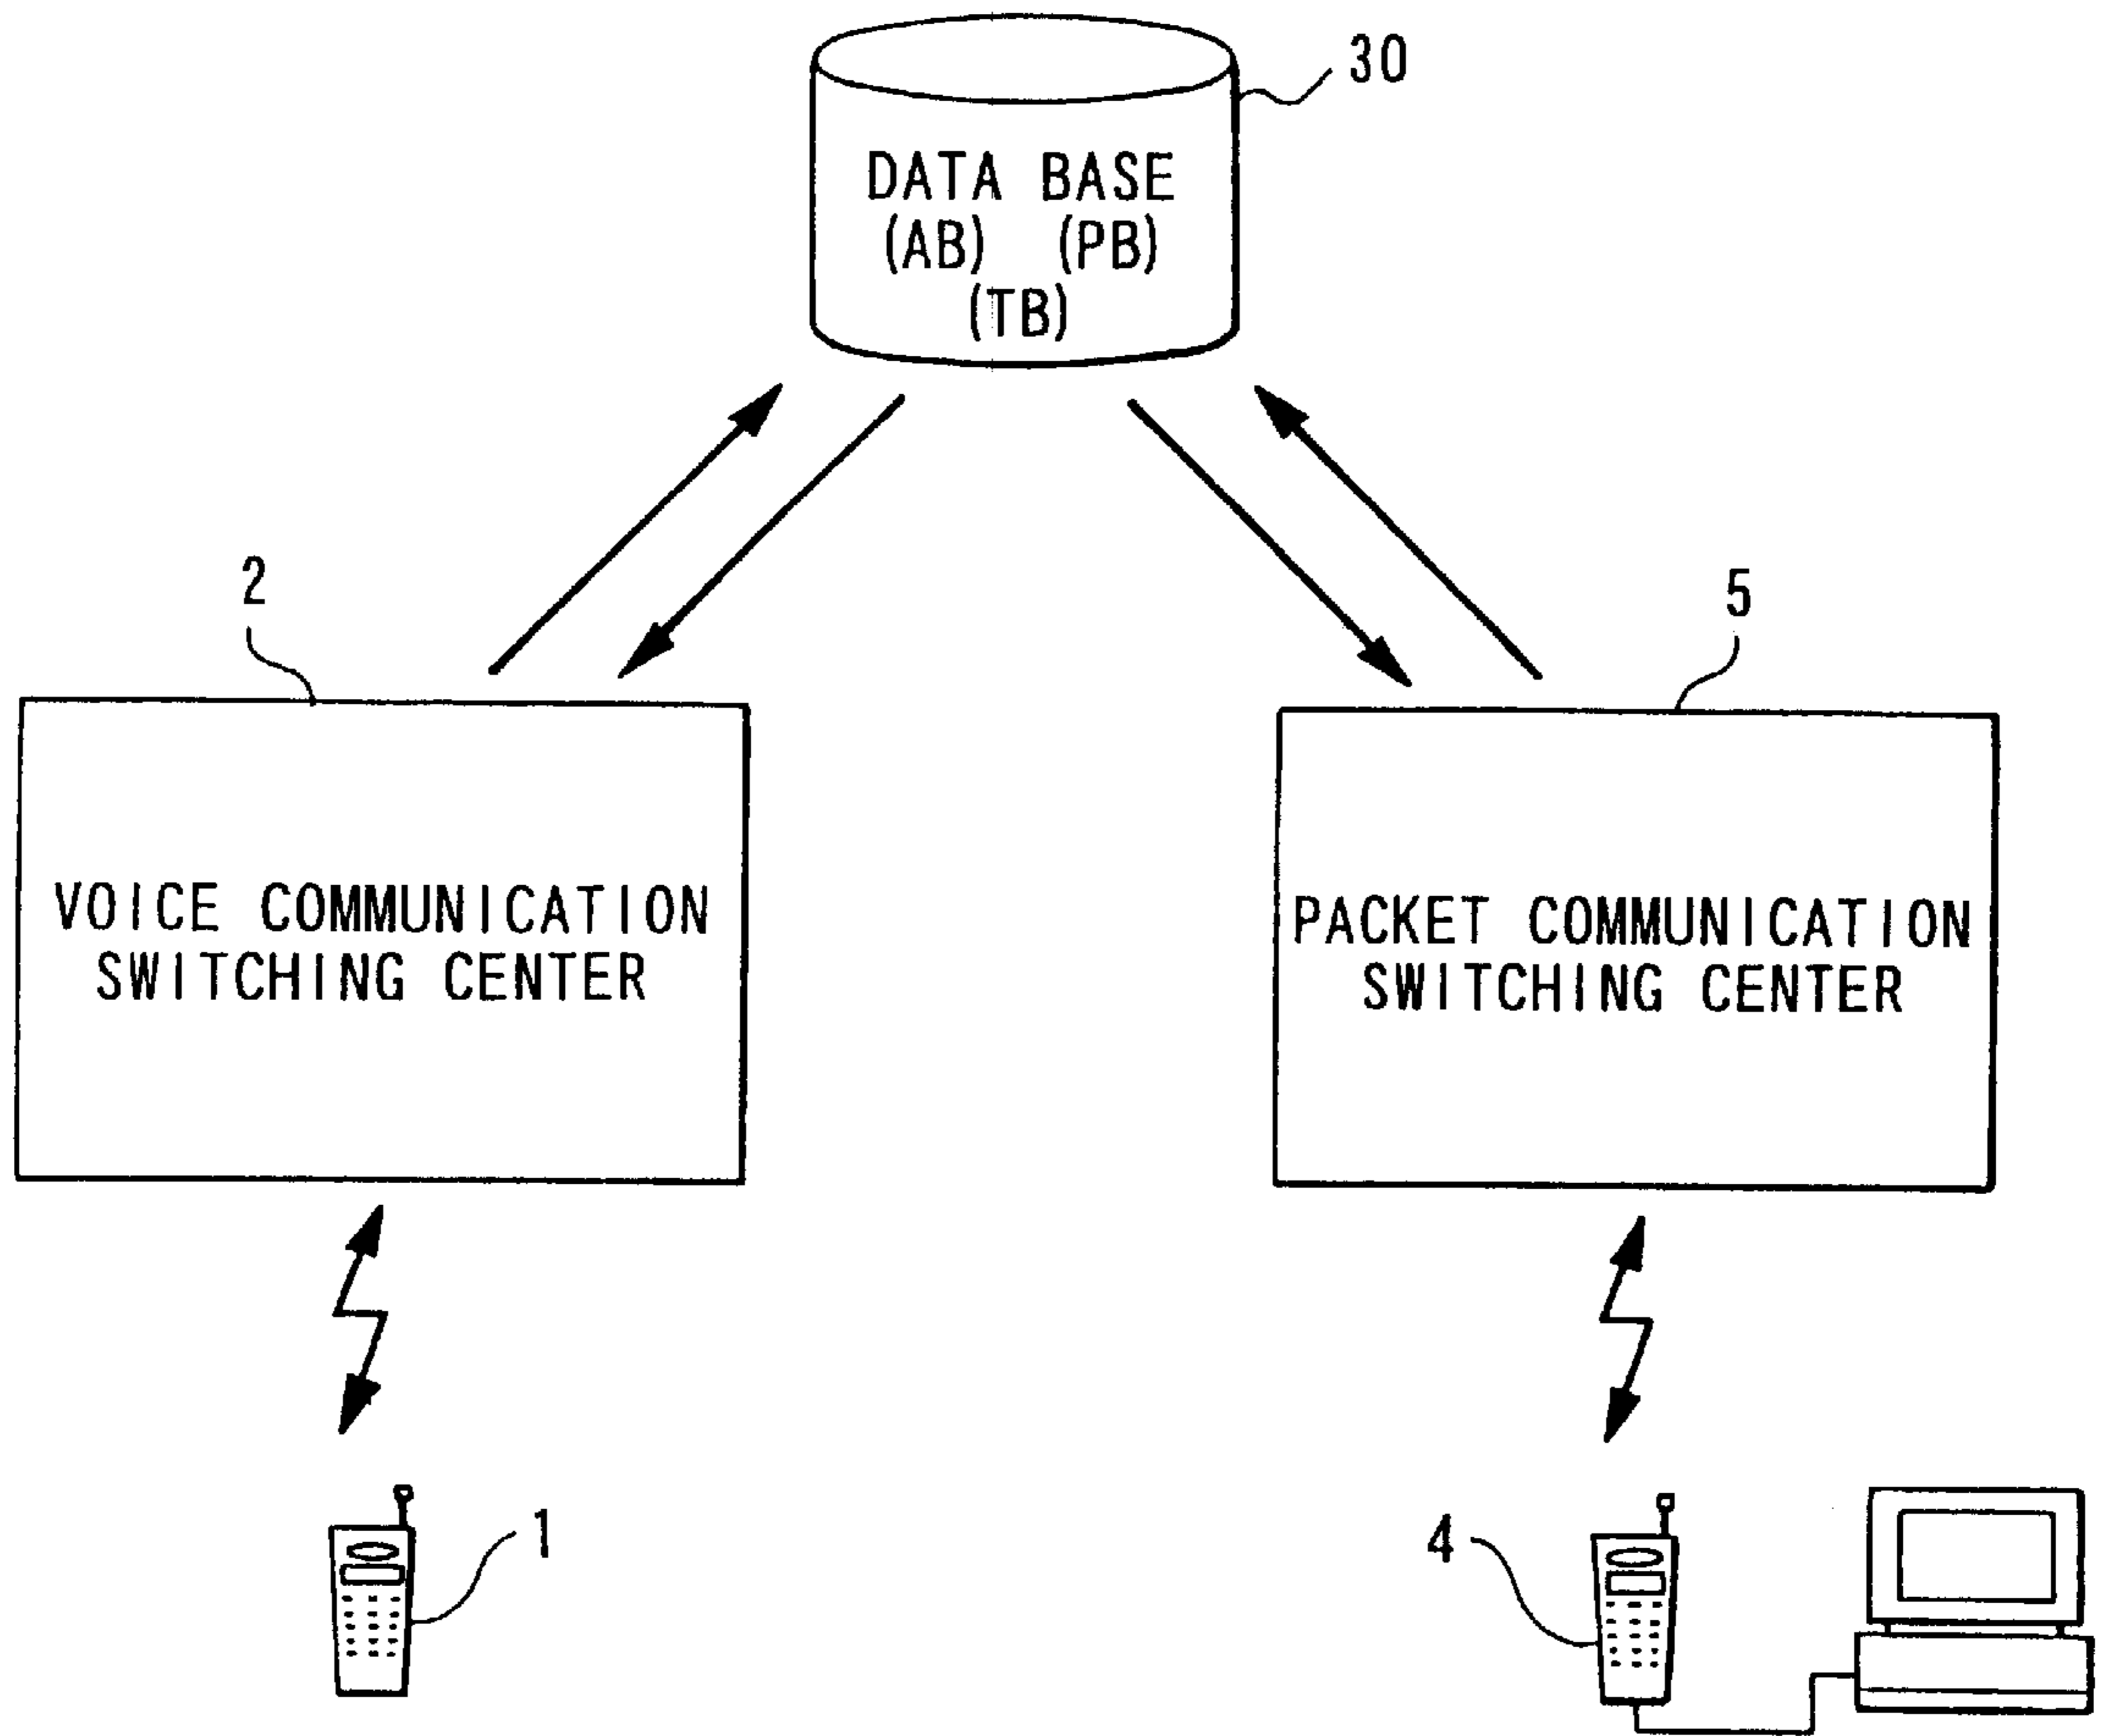 30
DATA BASE
(AB) (PB)
(TB)
2
5
VOICE COMMUNICATION
SWITCHING CENTER
PACKET COMMUNICATION
SWITCHING CENTER
1
4